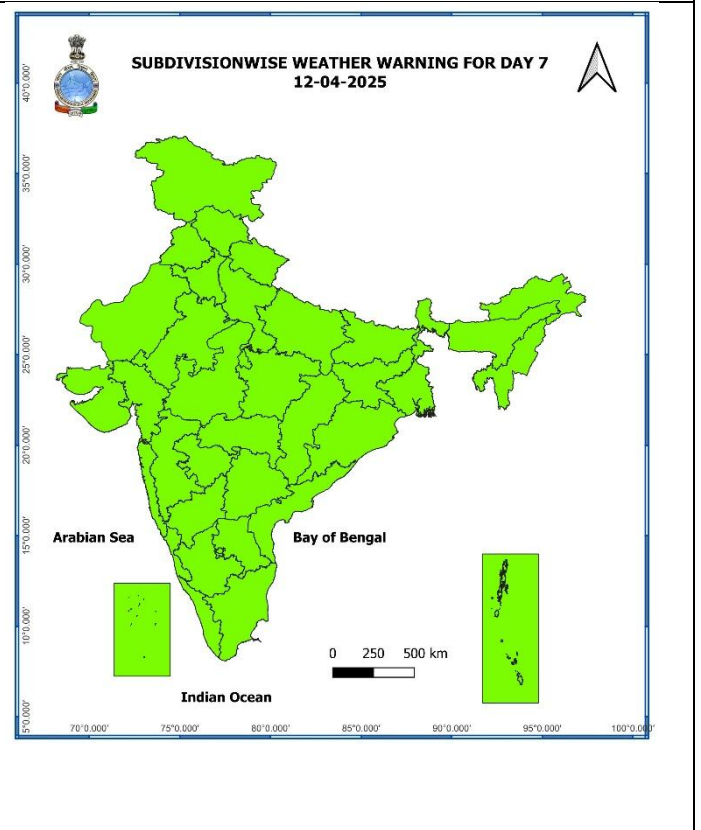 SUBDIVISIONWISE WEATHER WARNING FOR DAY 7
12-04-2025
40°0.000'
35°0.000'
30°0.000'
25°0.000'
20°0.000'
15°0.000'
10°0.000'
5°0.000'
Arabian Sea
Bay of Bengal
0 250 500 km
Indian Ocean
70°0.000' 75°0.000' 80°0.000' 85°0.000' 90°0.000' 95°0.000' 100°0.000'